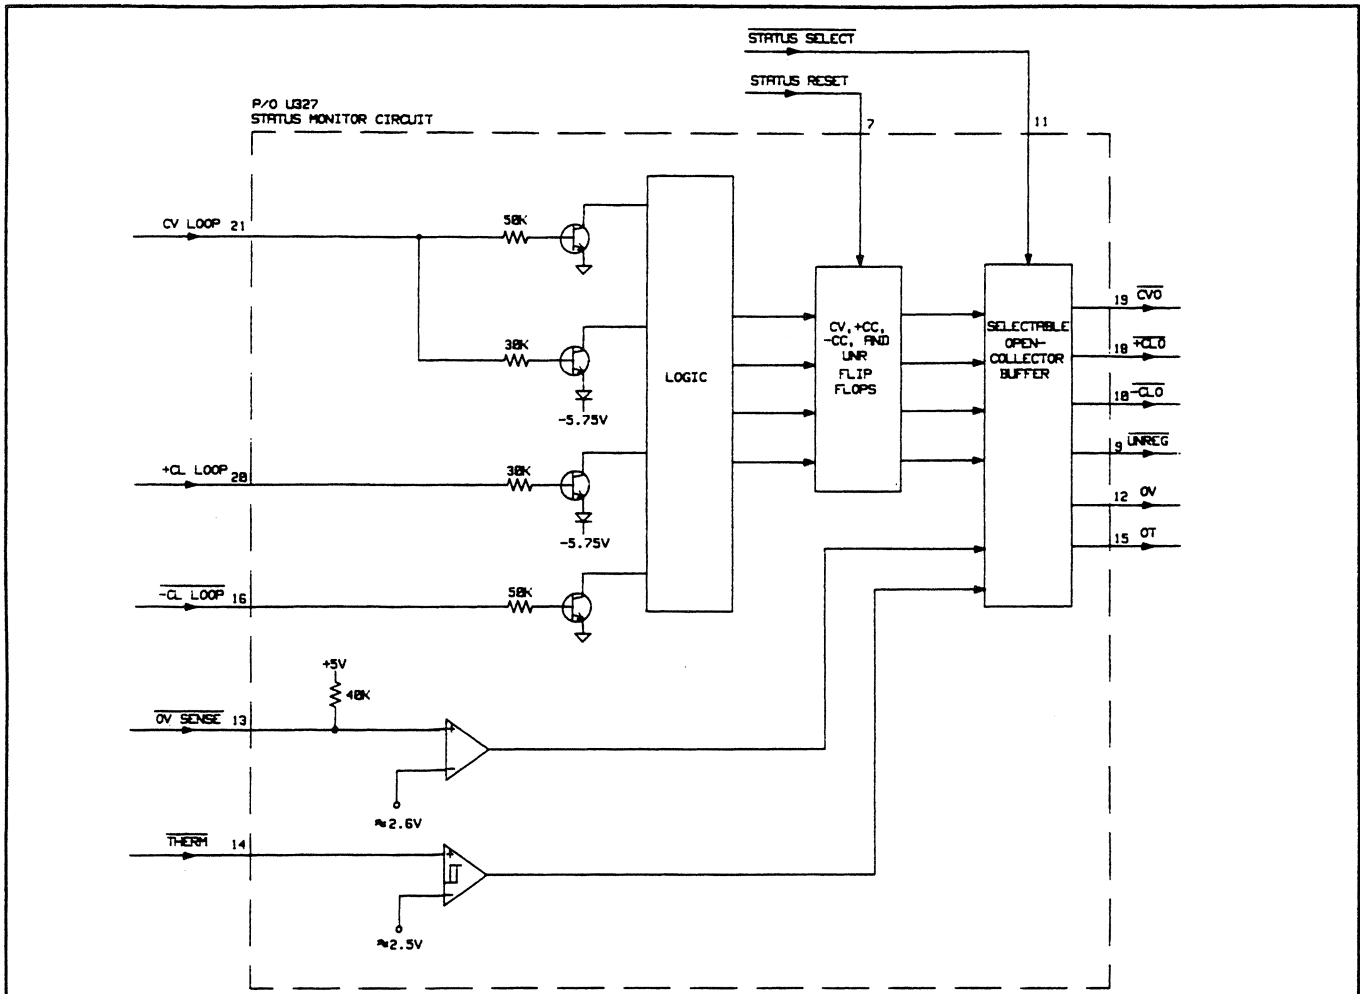 STATUS SELECT
STATUS RESET
P/O U327
STATUS MONITOR CIRCUIT
7
11
CV LOOP 21
50K
30K
-5.75V
LOGIC
CV, +CC,
-CC, AND
UNR
FLIP
FLOPS
SELECTABLE
OPEN-
COLLECTOR
BUFFER
19 CVO
18 +CLO
10 -CLO
9 UNREG
12 OV
15 OT
+CL LOOP 20
30K
-5.75V
-CL LOOP 16
50K
+5V
40K
OV SENSE 13
+
-
≈2.6V
THERM 14
+
-
≈2.5V